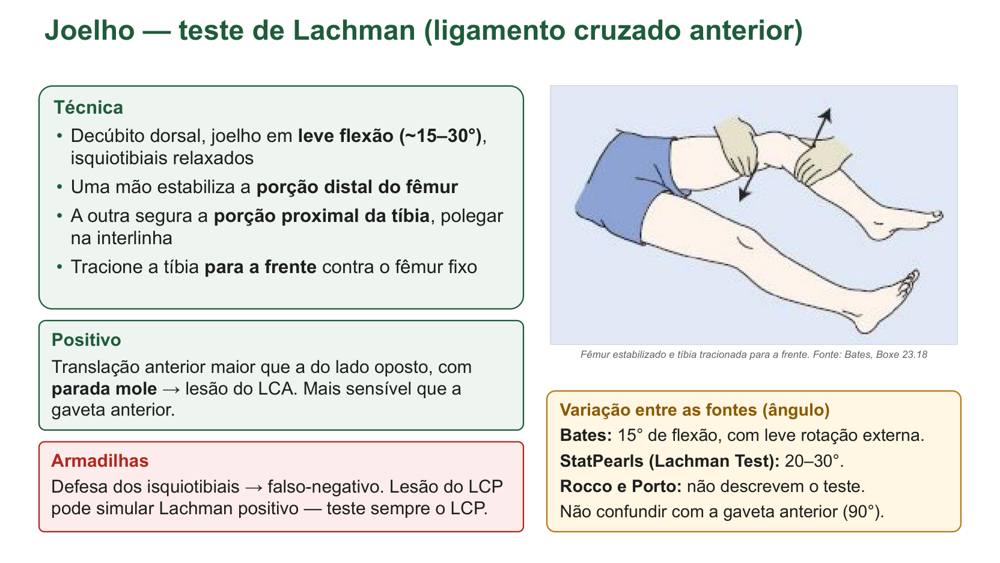 Joelho — teste de Lachman (ligamento cruzado anterior)
Técnica
• Decúbito dorsal, joelho em leve flexão (~15–30°),
isquiotibiais relaxados
• Uma mão estabiliza a porção distal do fêmur
• A outra segura a porção proximal da tíbia, polegar
na interlinha
• Tracione a tíbia para a frente contra o fêmur fixo
Positivo
Translação anterior maior que a do lado oposto, com
parada mole → lesão do LCA. Mais sensível que a
gaveta anterior.
Armadilhas
Defesa dos isquiotibiais → falso-negativo. Lesão do LCP
pode simular Lachman positivo — teste sempre o LCP.
Fêmur estabilizado e tíbia tracionada para a frente. Fonte: Bates, Boxe 23.18
Variação entre as fontes (ângulo)
Bates: 15° de flexão, com leve rotação externa.
StatPearls (Lachman Test): 20–30°.
Rocco e Porto: não descrevem o teste.
Não confundir com a gaveta anterior (90°).